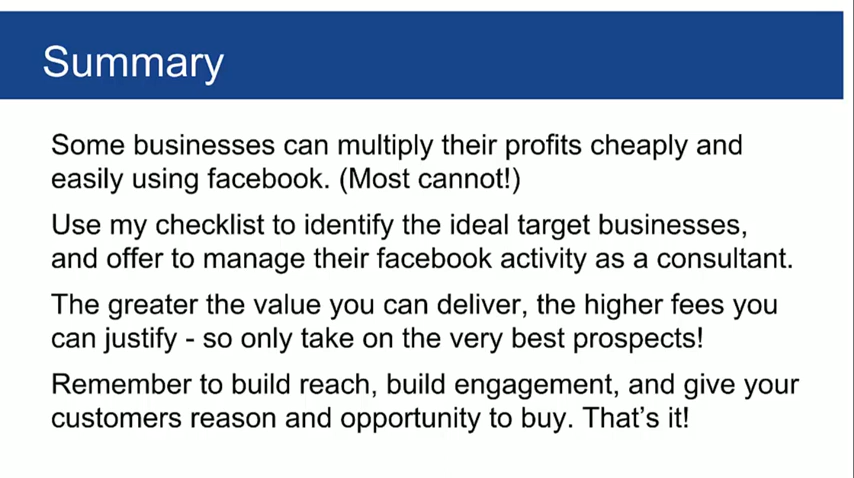 Summary
Some businesses can multiply their profits cheaply and
easily using facebook. (Most cannot!)
Use my checklist to identify the ideal target businesses,
and offer to manage their facebook activity as a consultant.
The greater the value you can deliver, the higher fees you
can justify - so only take on the very best prospects!
Remember to build reach, build engagement, and give your
customers reason and opportunity to buy. That's it!